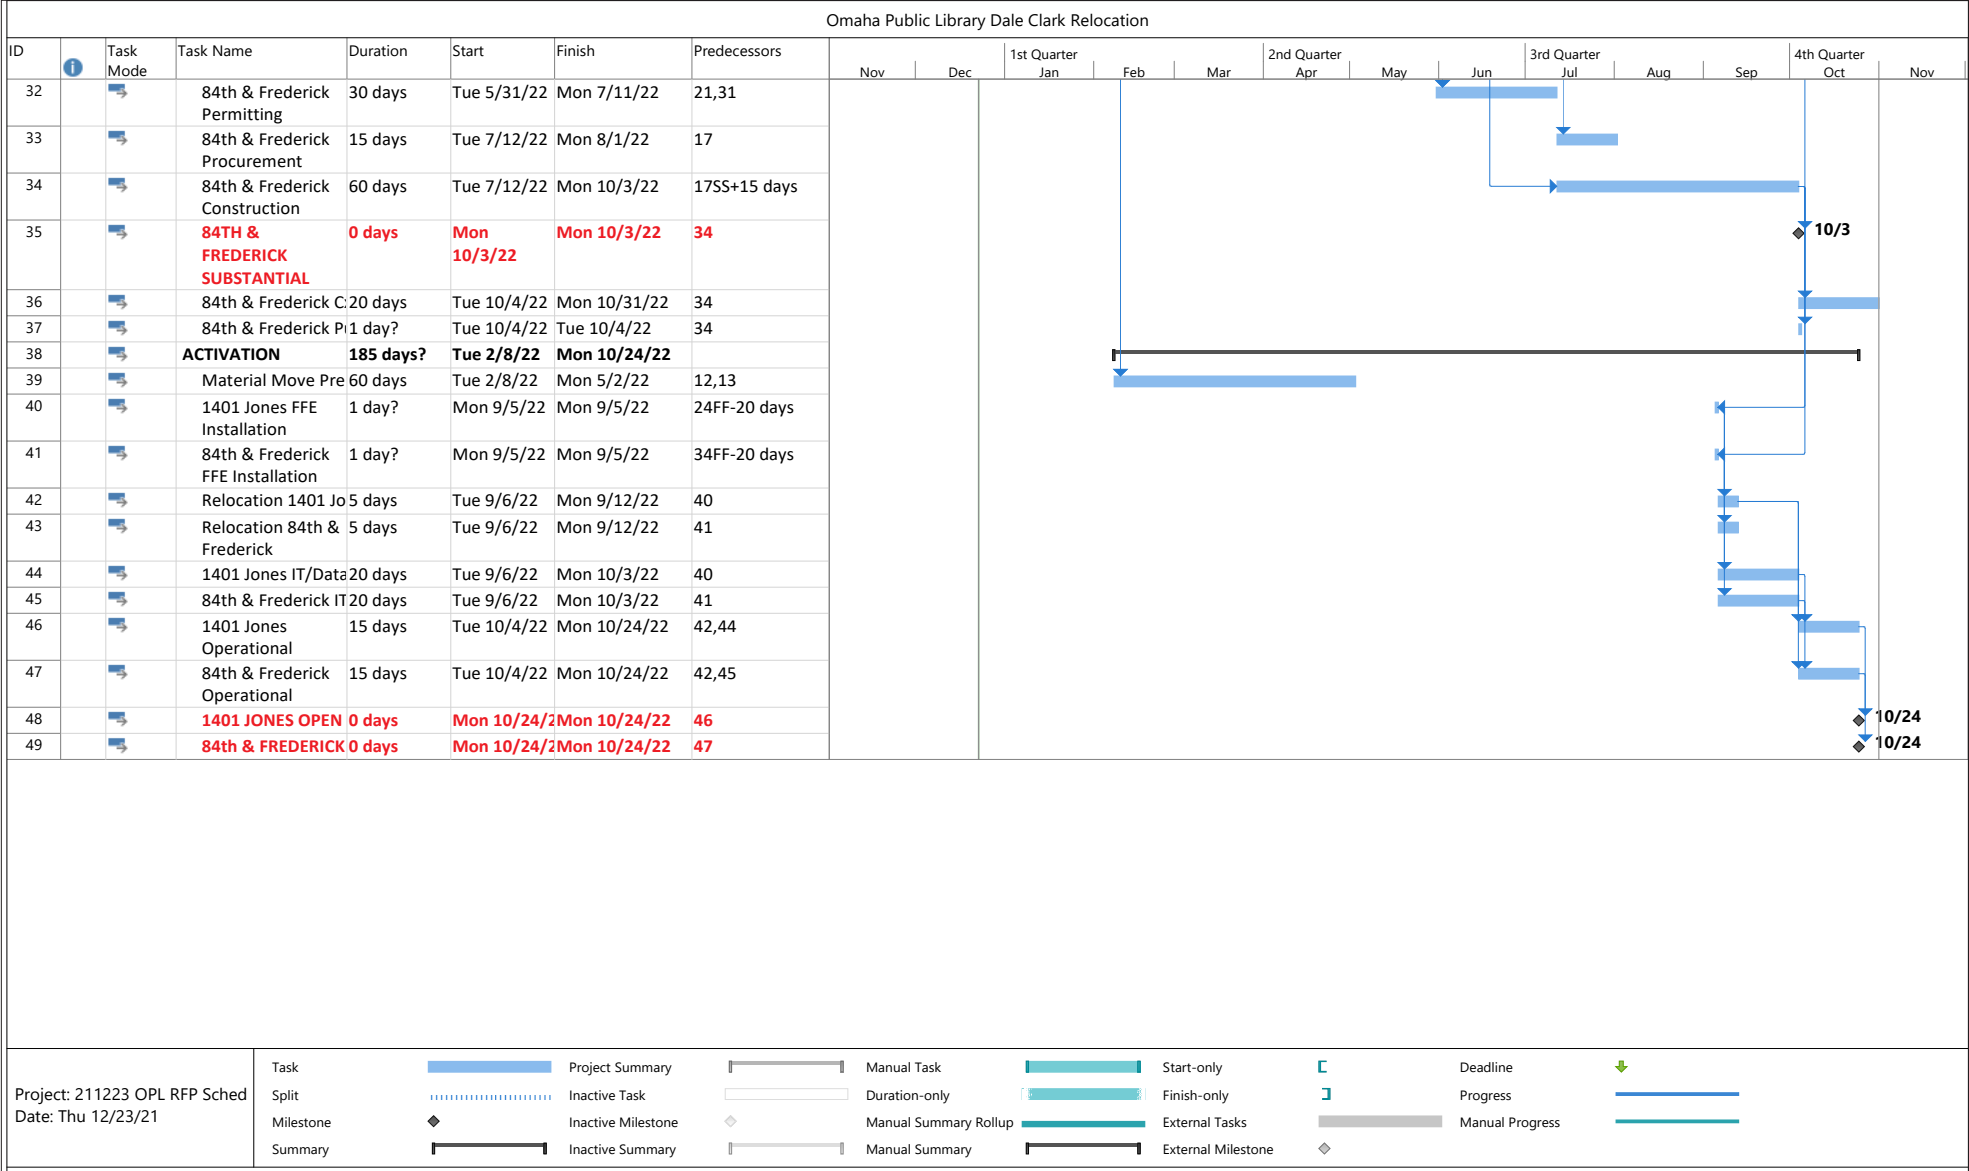 Omaha Public Library Dale Clark Relocation
ID Task Mode Task Name Duration Start Finish Predecessors
1st Quarter 2nd Quarter 3rd Quarter 4th Quarter
Nov Dec Jan Feb Mar Apr May Jun Jul Aug Sep Oct Nov
32 84th & Frederick 30 days Tue 5/31/22 Mon 7/11/22 21,31
Permitting
33 84th & Frederick 15 days Tue 7/12/22 Mon 8/1/22 17
Procurement
34 84th & Frederick 60 days Tue 7/12/22 Mon 10/3/22 17SS+15 days
Construction
35 84TH & 0 days Mon Mon 10/3/22 34 10/3
FREDERICK 10/3/22
SUBSTANTIAL
36 84th & Frederick C 20 days Tue 10/4/22 Mon 10/31/22 34
37 84th & Frederick P 1 day? Tue 10/4/22 Tue 10/4/22 34
38 ACTIVATION 185 days? Tue 2/8/22 Mon 10/24/22
39 Material Move Pre 60 days Tue 2/8/22 Mon 5/2/22 12,13
40 1401 Jones FFE 1 day? Mon 9/5/22 Mon 9/5/22 24FF-20 days
Installation
41 84th & Frederick 1 day? Mon 9/5/22 Mon 9/5/22 34FF-20 days
FFE Installation
42 Relocation 1401 Jo 5 days Tue 9/6/22 Mon 9/12/22 40
43 Relocation 84th & 5 days Tue 9/6/22 Mon 9/12/22 41
Frederick
44 1401 Jones IT/Data 20 days Tue 9/6/22 Mon 10/3/22 40
45 84th & Frederick IT 20 days Tue 9/6/22 Mon 10/3/22 41
46 1401 Jones 15 days Tue 10/4/22 Mon 10/24/22 42,44
Operational
47 84th & Frederick 15 days Tue 10/4/22 Mon 10/24/22 42,45
Operational
48 1401 JONES OPEN 0 days Mon 10/24/2 Mon 10/24/22 46 10/24
49 84th & FREDERICK 0 days Mon 10/24/2 Mon 10/24/22 47 10/24
Project: 211223 OPL RFP Sched
Date: Thu 12/23/21
Task Project Summary Manual Task Start-only Deadline
Split Inactive Task Duration-only Finish-only Progress
Milestone Inactive Milestone Manual Summary Rollup External Tasks Manual Progress
Summary Inactive Summary Manual Summary External Milestone